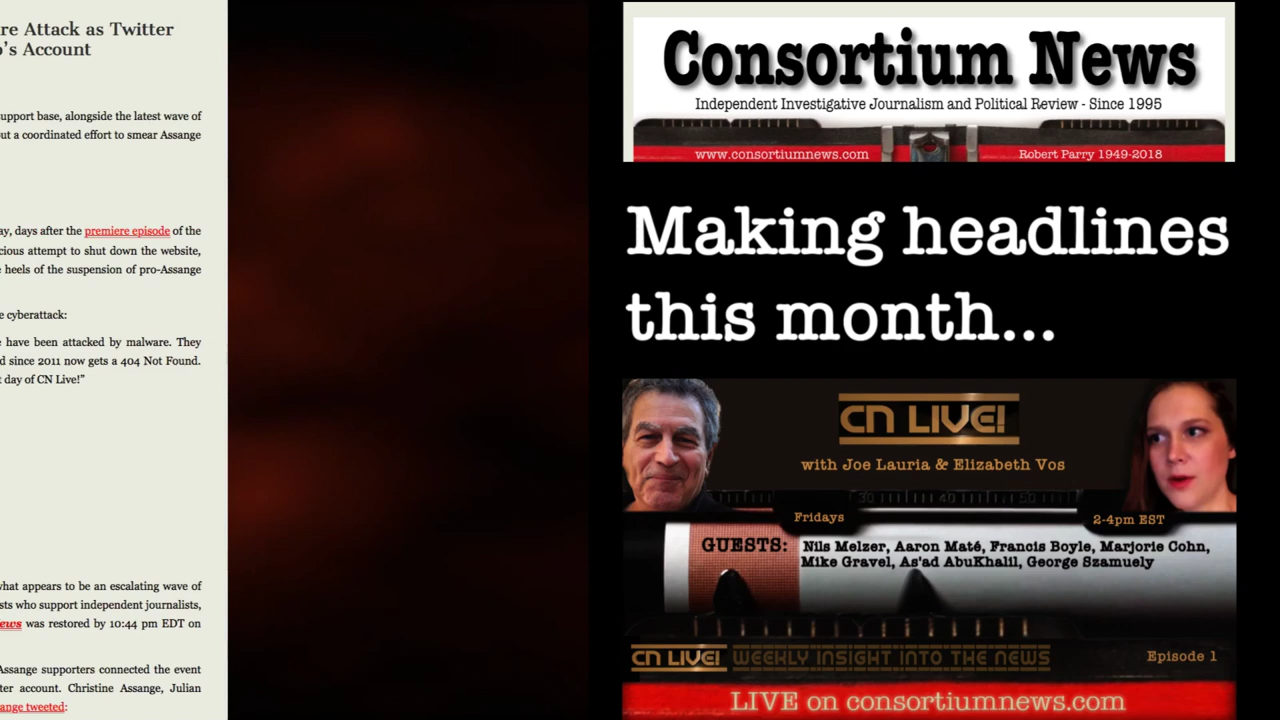 re Attack as Twitter
o’s Account
support base, alongside the latest wave of
out a coordinated effort to smear Assange
ay, days after the premiere episode of the
cious attempt to shut down the website,
e heels of the suspension of pro-Assange
e cyberattack:
e have been attacked by malware. They
d since 2011 now gets a 404 Not Found.
t day of CN Live!”
what appears to be an escalating wave of
sts who support independent journalists,
ews was restored by 10:44 pm EDT on
Assange supporters connected the event
ter account. Christine Assange, Julian
ange tweeted:
Consortium News
Independent Investigative Journalism and Political Review - Since 1995
www.consortiumnews.com Robert Parry 1949-2018
Making headlines
this month...
CN LIVE!
with Joe Lauria & Elizabeth Vos
30 40 50
Fridays 2-4pm EST
GUESTS: Nils Melzer, Aaron Maté, Francis Boyle, Marjorie Cohn,
Mike Gravel, As'ad AbuKhalil, George Szamuely
CN LIVE! WEEKLY INSIGHT INTO THE NEWS Episode 1
LIVE on consortiumnews.com